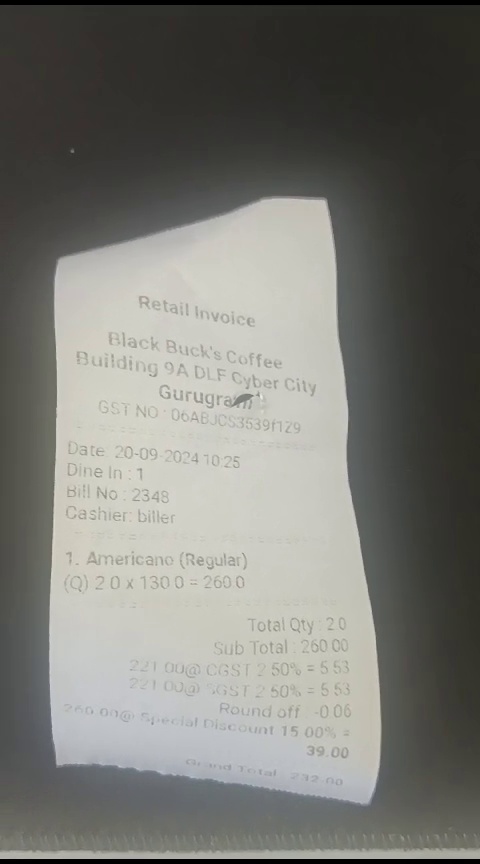 Retail Invoice
Black Buck's Coffee
Building 9A DLF Cyber City
Gurugram
GST NO : 06ABJCS3539f1Z9
Date: 20-09-2024 10:25
Dine In : 1
Bill No : 2348
Cashier: biller
1. Americano (Regular)
(Q) 2.0 x 130.0 = 260.0
Total Qty : 2.0
Sub Total : 260.00
221.00@ CGST 2.50% = 5.53
221.00@ SGST 2.50% = 5.53
Round off : -0.06
260.00@ Special Discount 15.00% =
39.00
Grand Total : 232.00